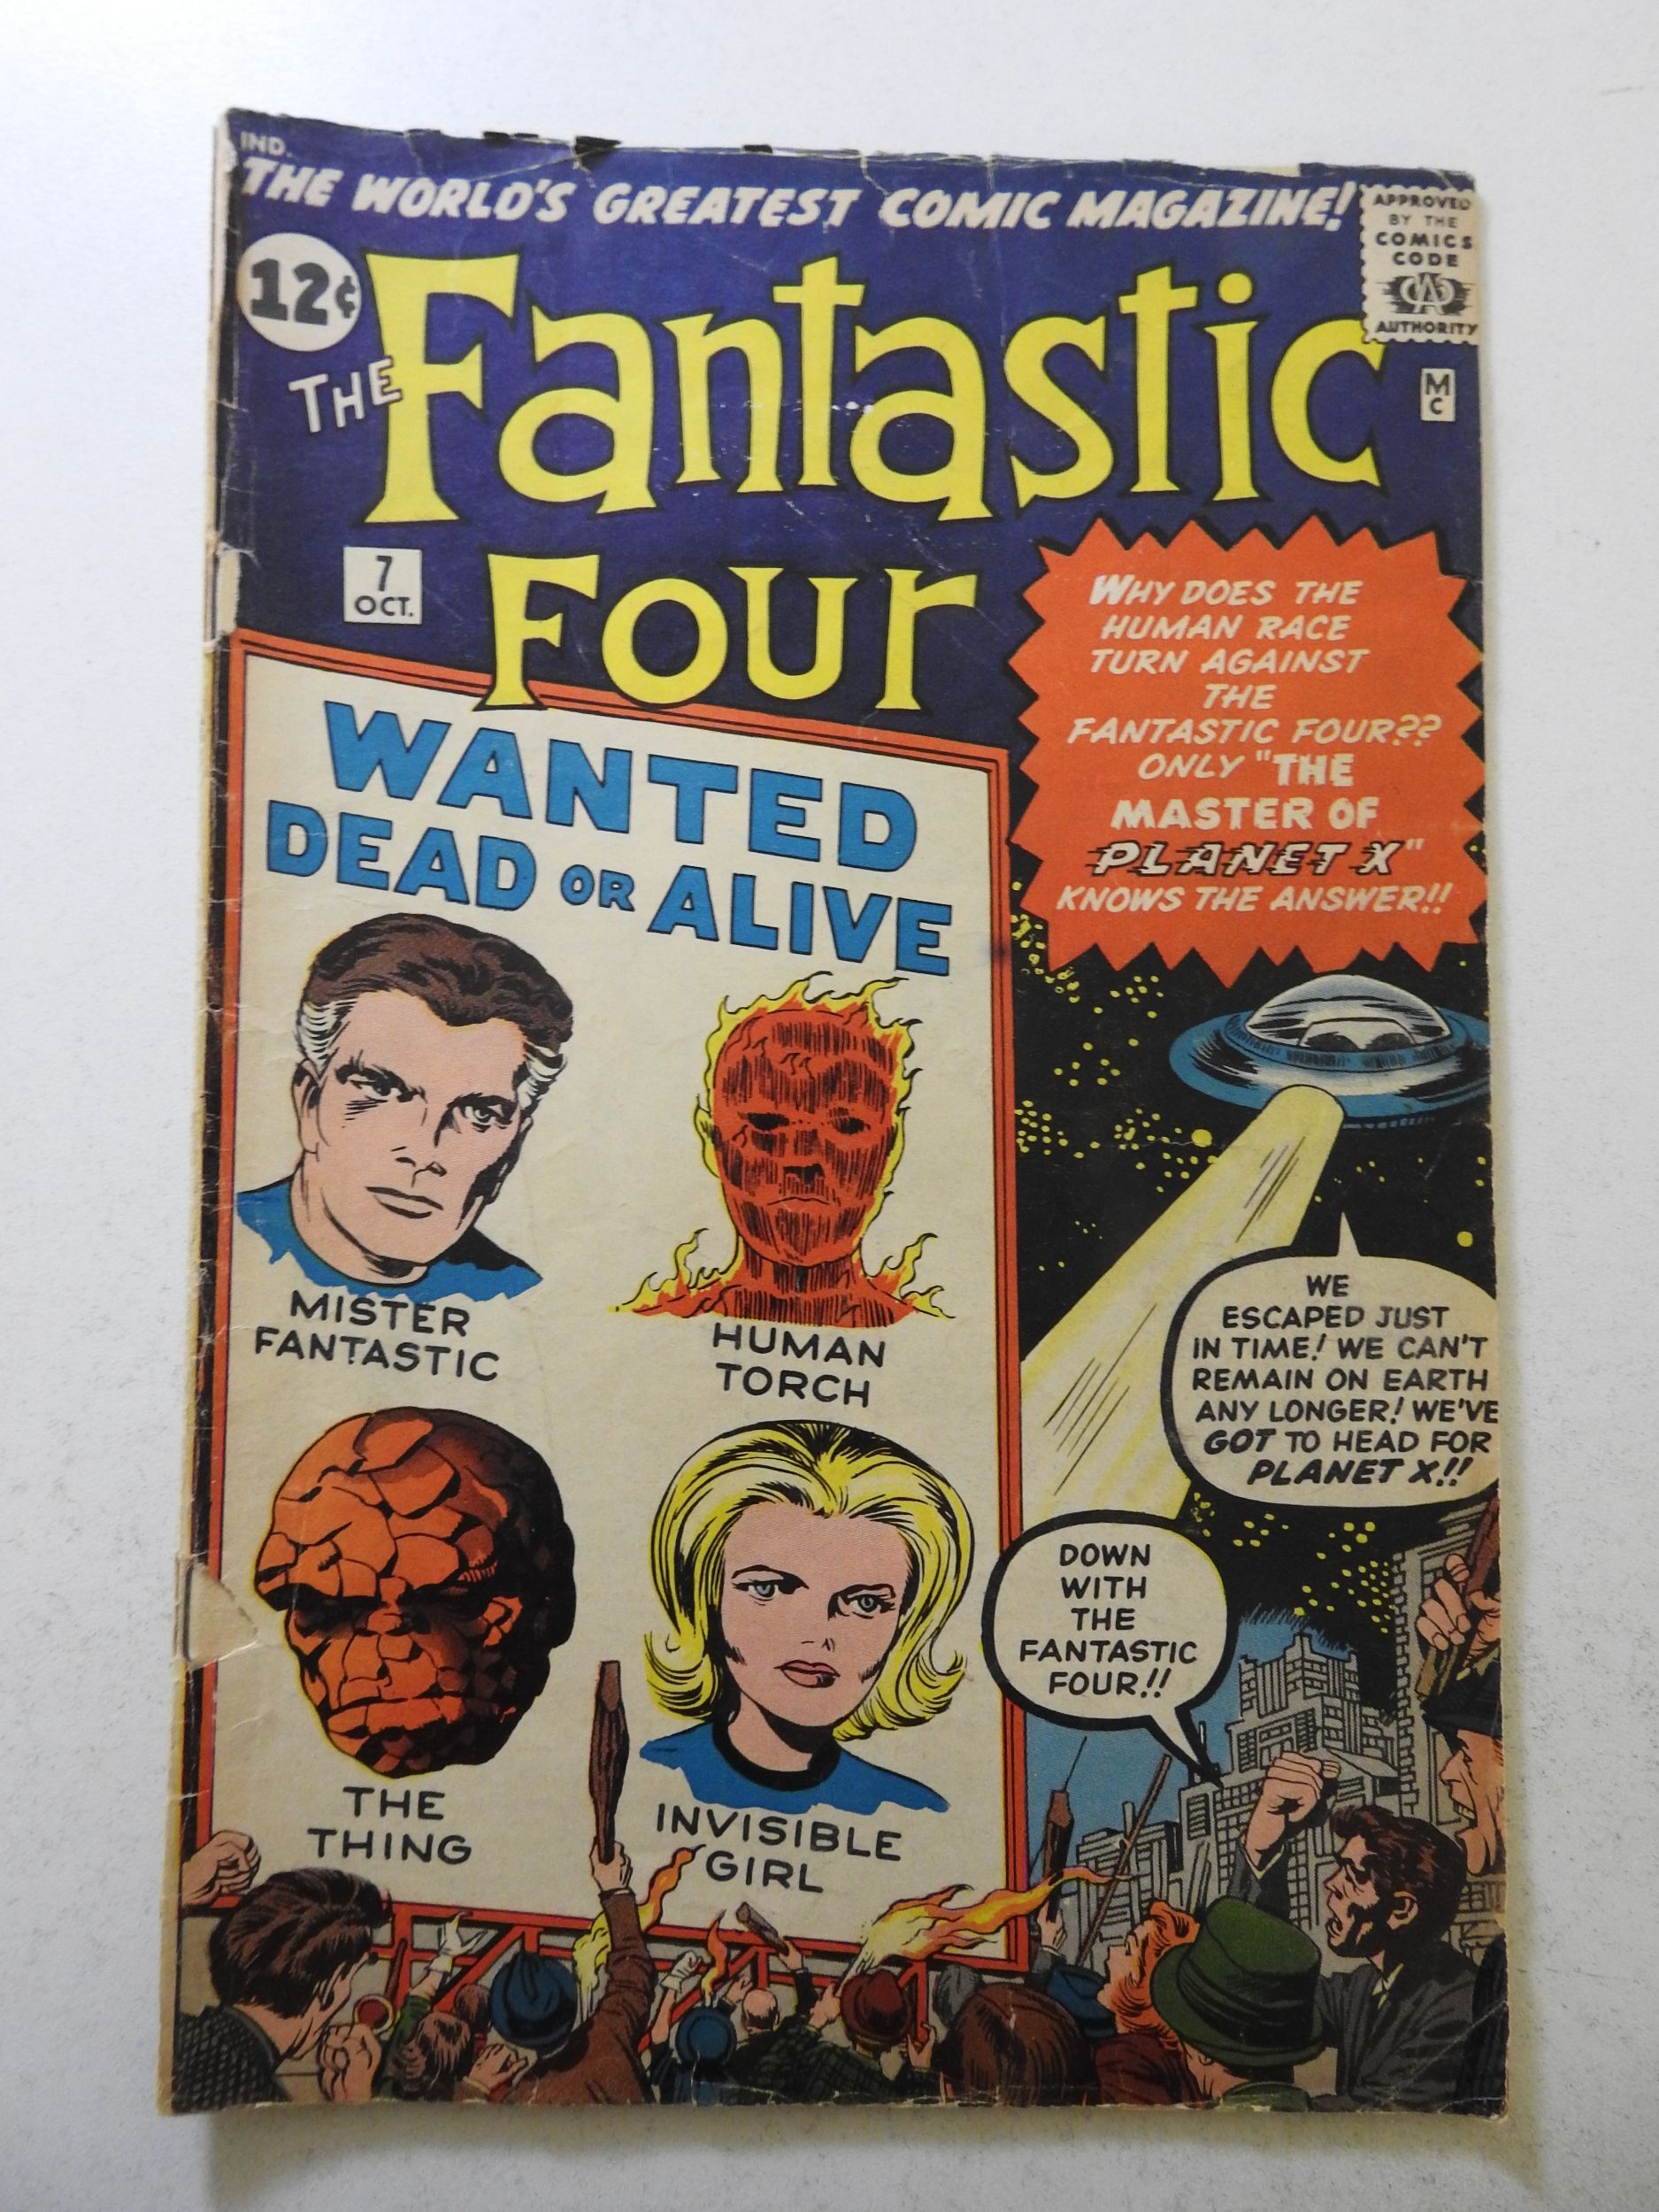 IND.
THE WORLD'S GREATEST COMIC MAGAZINE!
APPROVED
BY THE
COMICS
CODE
CA
AUTHORITY
12¢
THE Fantastic
M
C
Four
7
OCT.
WHY DOES THE
HUMAN RACE
TURN AGAINST
THE
FANTASTIC FOUR??
ONLY "THE
MASTER OF
PLANET X"
KNOWS THE ANSWER!!
WANTED
DEAD OR ALIVE
MISTER
FANTASTIC
HUMAN
TORCH
THE
THING
INVISIBLE
GIRL
WE
ESCAPED JUST
IN TIME! WE CAN'T
REMAIN ON EARTH
ANY LONGER! WE'VE
GOT TO HEAD FOR
PLANET X!!
DOWN
WITH
THE
FANTASTIC
FOUR!!